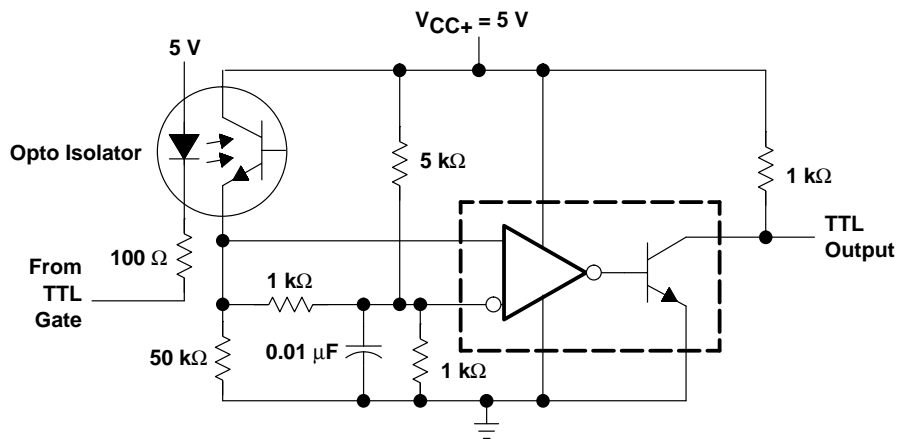 VCC+ = 5 V
5 V
Opto Isolator
5 kΩ
1 kΩ
100 Ω
TTL
Output
From
TTL
Gate
1 kΩ
50 kΩ
0.01 µF
1 kΩ